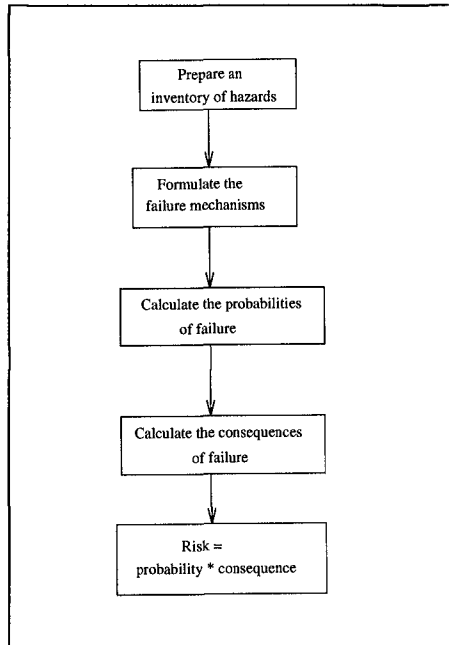 Prepare an
inventory of hazards
Formulate the
failure mechanisms
Calculate the probabilities
of failure
Calculate the consequences
of failure
Risk =
probability * consequence